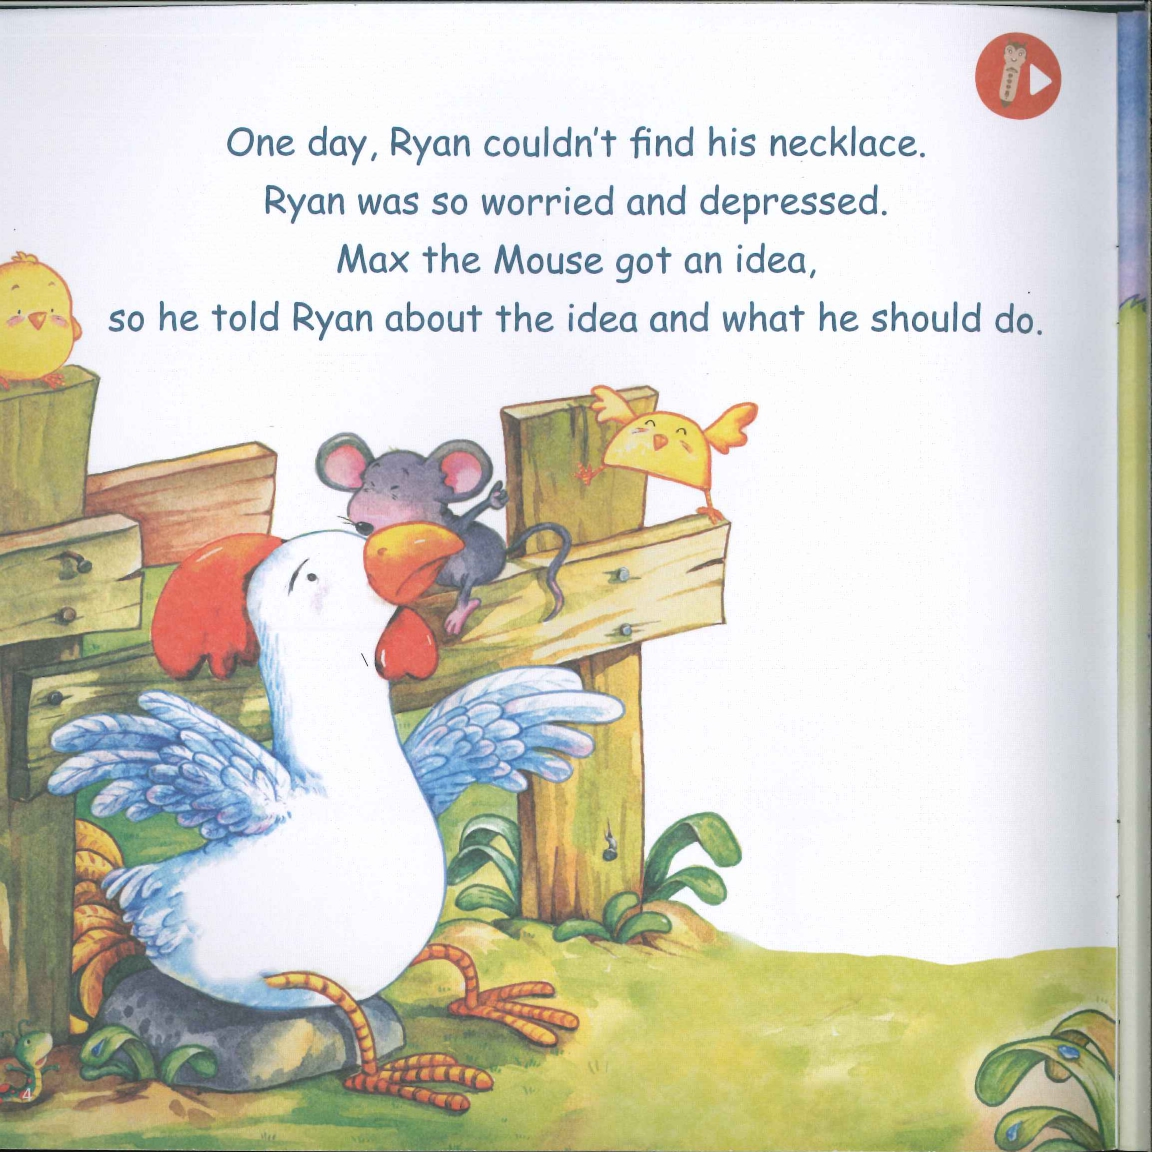 One day, Ryan couldn't find his necklace.
Ryan was so worried and depressed.
Max the Mouse got an idea,
so he told Ryan about the idea and what he should do.
4